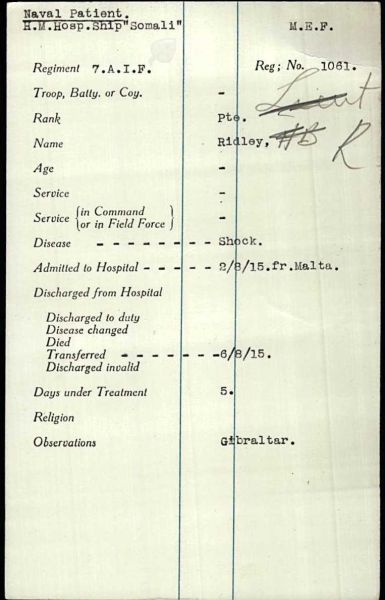 Naval Patient.
H.M.Hosp.Ship"Somali" M.E.F.
Regiment 7.A.I.F. Reg; No. 1061.
Troop, Batty. or Coy. -
Lieut
Rank Pte.
Name Ridley, HB R
Age -
Service -
Service {in Command or in Field Force} -
Disease - - - - - - - - Shock.
Admitted to Hospital - - - - - 2/8/15.fr.Malta.
Discharged from Hospital
Discharged to duty
Disease changed
Died
Transferred - - - - - - - 6/8/15.
Discharged invalid
Days under Treatment 5.
Religion
Observations Gibraltar.